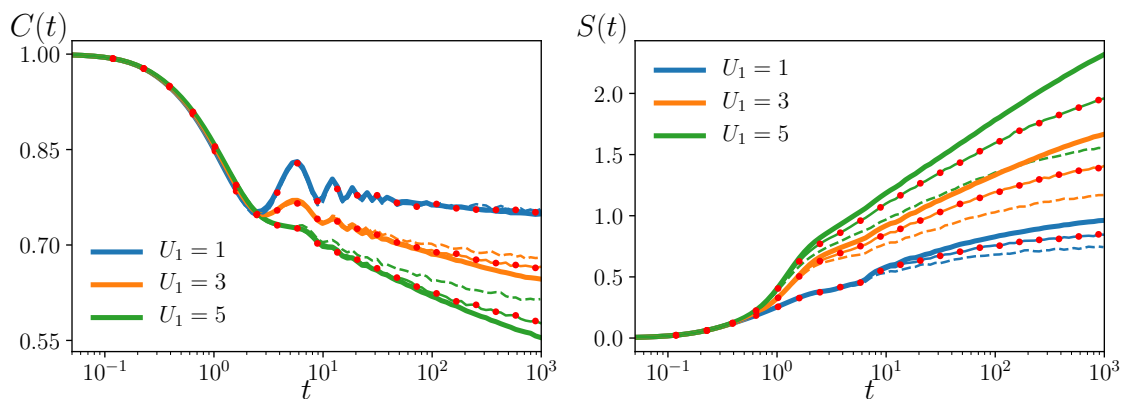 C(t)
1.00
0.85
0.70
0.55
U₁ = 1
U₁ = 3
U₁ = 5
10⁻¹ 10⁰ 10¹ 10² 10³
t
S(t)
2.0
1.5
1.0
0.5
0.0
U₁ = 1
U₁ = 3
U₁ = 5
10⁻¹ 10⁰ 10¹ 10² 10³
t